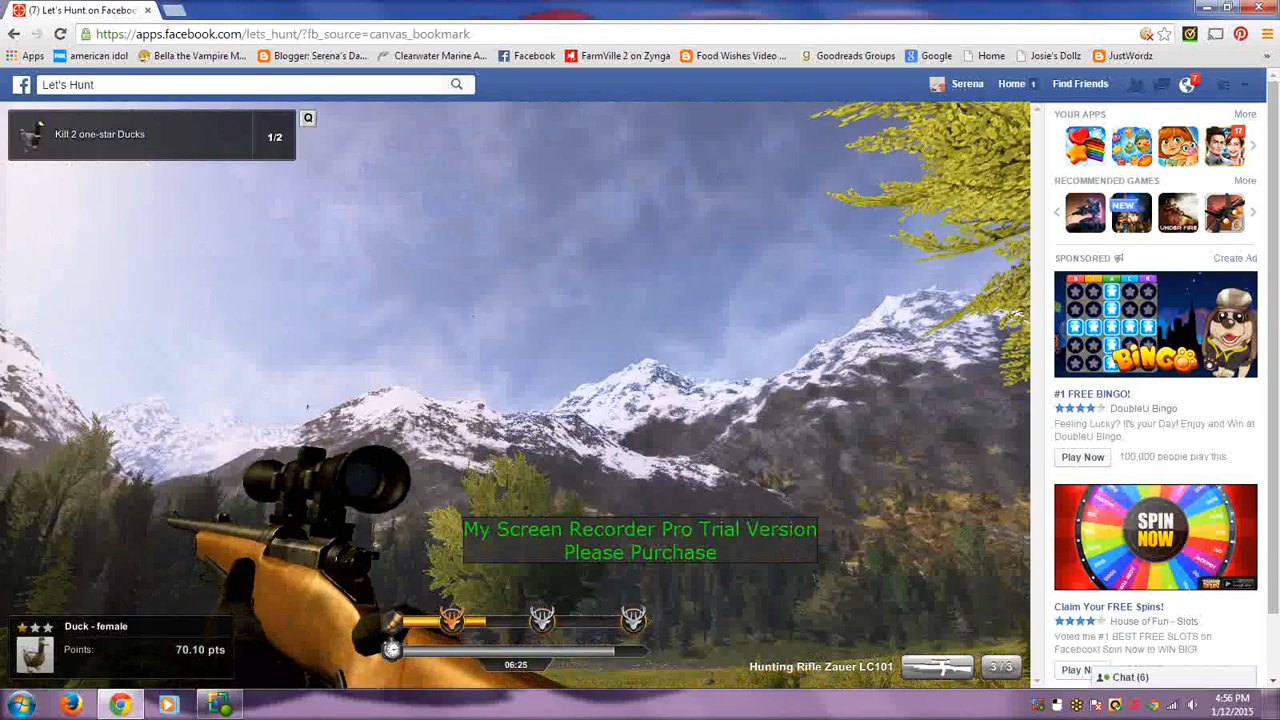 (7) Let's Hunt on Faceboo
https://apps.facebook.com/lets_hunt/?fb_source=canvas_bookmark
Apps american idol Bella the Vampire M... Blogger: Serena's Da... Clearwater Marine A... Facebook FarmVille 2 on Zynga Food Wishes Video ... Goodreads Groups Google Home Josie's Dollz JustWordz »
Let's Hunt
Serena Home 1 Find Friends 7
Kill 2 one-star Ducks 1/2 Q
YOUR APPS More
17
RECOMMENDED GAMES More
NEW
UNDER FIRE
SPONSORED Create Ad
BINGO
#1 FREE BINGO!
DoubleU Bingo
Feeling Lucky? It's your Day! Enjoy and Win at
DoubleU Bingo.
Play Now 100,000 people play this.
SPIN
NOW
My Screen Recorder Pro Trial Version
Please Purchase
Claim Your FREE Spins!
House of Fun - Slots
Voted the #1 BEST FREE SLOTS on
Facebook! Spin Now to WIN BIG!
Play N
Chat (6)
Duck - female
Points: 70.10 pts
06:25
Hunting Rifle Zauer LC101 3 / 3
4:56 PM
1/12/2015